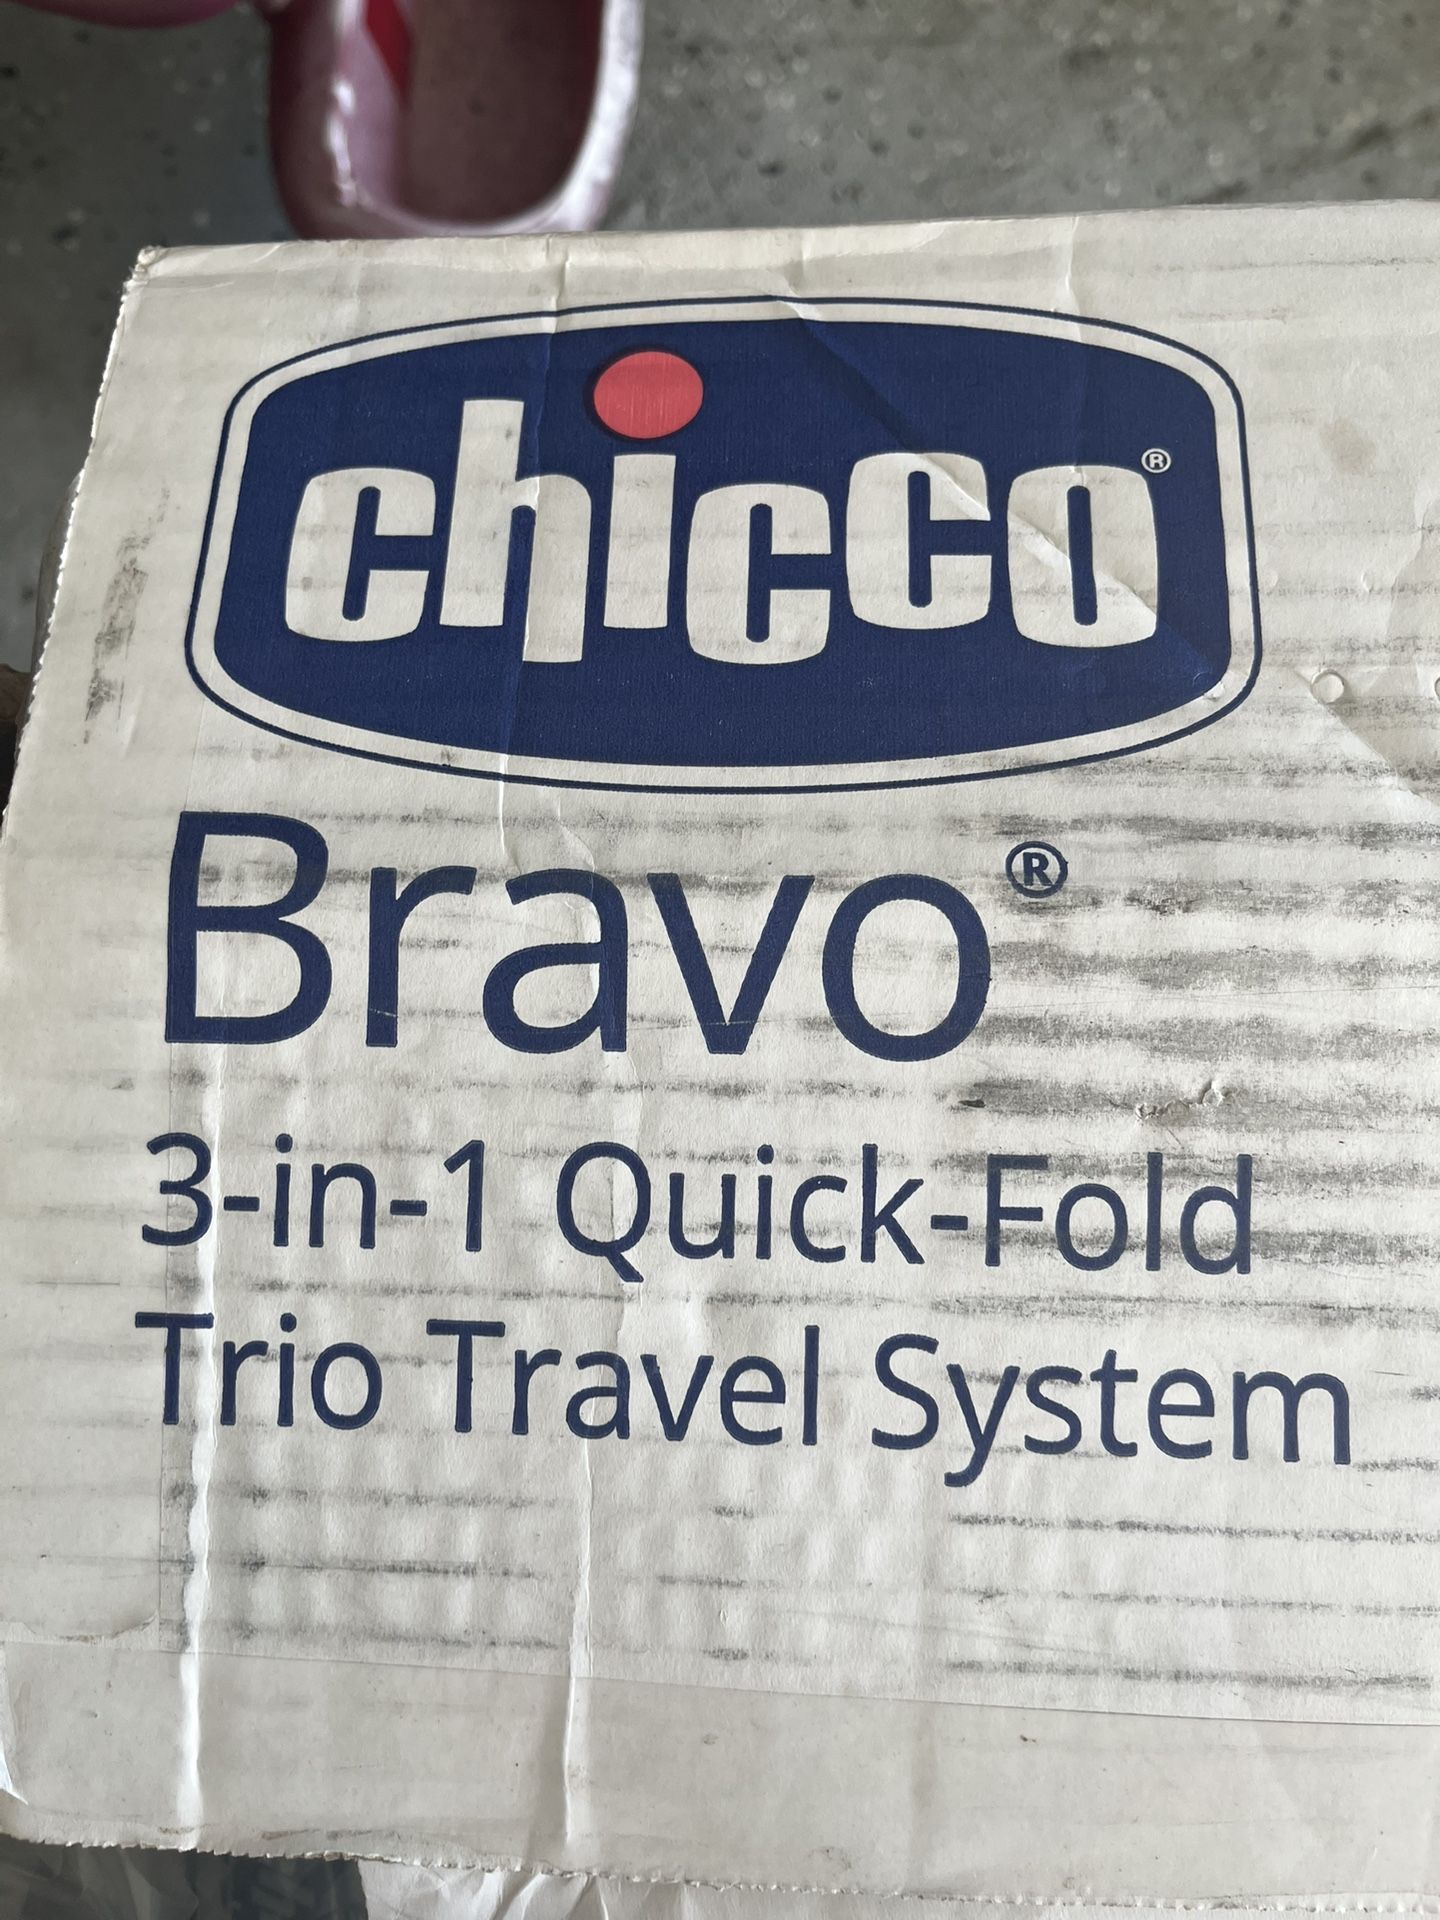 chicco®
Bravo®
3-in-1 Quick-Fold
Trio Travel System